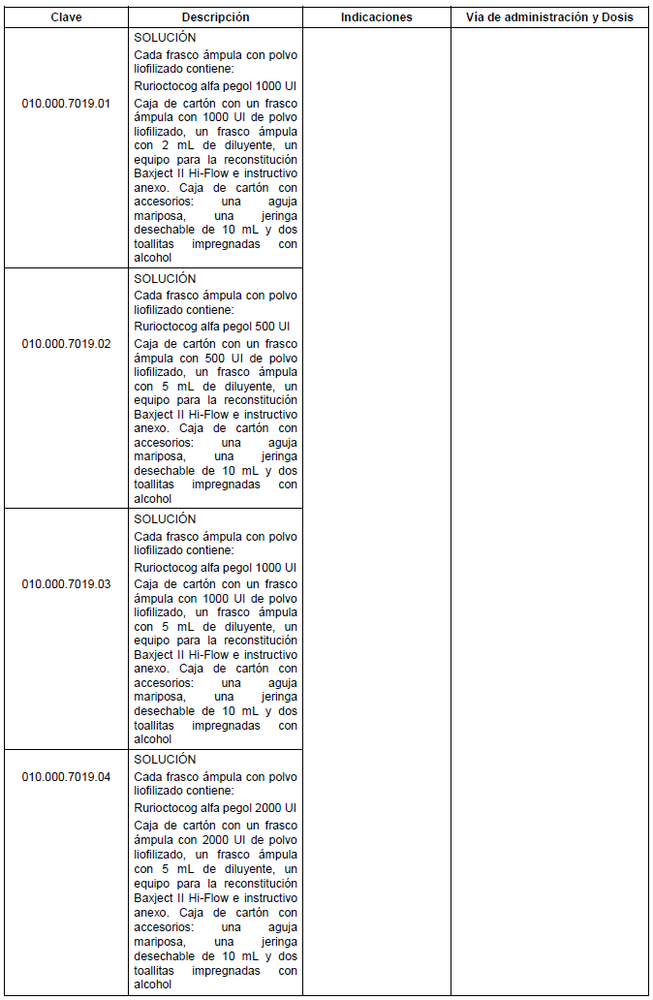 Clave Descripción Indicaciones Vía de administración y Dosis
SOLUCIÓN
Cada frasco ámpula con polvo
liofilizado contiene:
Rurioctocog alfa pegol 1000 UI
010.000.7019.01
Caja de cartón con un frasco
ámpula con 1000 UI de polvo
liofilizado, un frasco ámpula
con 2 mL de diluyente, un
equipo para la reconstitución
Baxject II Hi-Flow e instructivo
anexo. Caja de cartón con
accesorios: una aguja
mariposa, una jeringa
desechable de 10 mL y dos
toallitas impregnadas con
alcohol
SOLUCIÓN
Cada frasco ámpula con polvo
liofilizado contiene:
Rurioctocog alfa pegol 500 UI
010.000.7019.02
Caja de cartón con un frasco
ámpula con 500 UI de polvo
liofilizado, un frasco ámpula
con 5 mL de diluyente, un
equipo para la reconstitución
Baxject II Hi-Flow e instructivo
anexo. Caja de cartón con
accesorios: una aguja
mariposa, una jeringa
desechable de 10 mL y dos
toallitas impregnadas con
alcohol
SOLUCIÓN
Cada frasco ámpula con polvo
liofilizado contiene:
Rurioctocog alfa pegol 1000 UI
010.000.7019.03
Caja de cartón con un frasco
ámpula con 1000 UI de polvo
liofilizado, un frasco ámpula
con 5 mL de diluyente, un
equipo para la reconstitución
Baxject II Hi-Flow e instructivo
anexo. Caja de cartón con
accesorios: una aguja
mariposa, una jeringa
desechable de 10 mL y dos
toallitas impregnadas con
alcohol
SOLUCIÓN
010.000.7019.04
Cada frasco ámpula con polvo
liofilizado contiene:
Rurioctocog alfa pegol 2000 UI
Caja de cartón con un frasco
ámpula con 2000 UI de polvo
liofilizado, un frasco ámpula
con 5 mL de diluyente, un
equipo para la reconstitución
Baxject II Hi-Flow e instructivo
anexo. Caja de cartón con
accesorios: una aguja
mariposa, una jeringa
desechable de 10 mL y dos
toallitas impregnadas con
alcohol